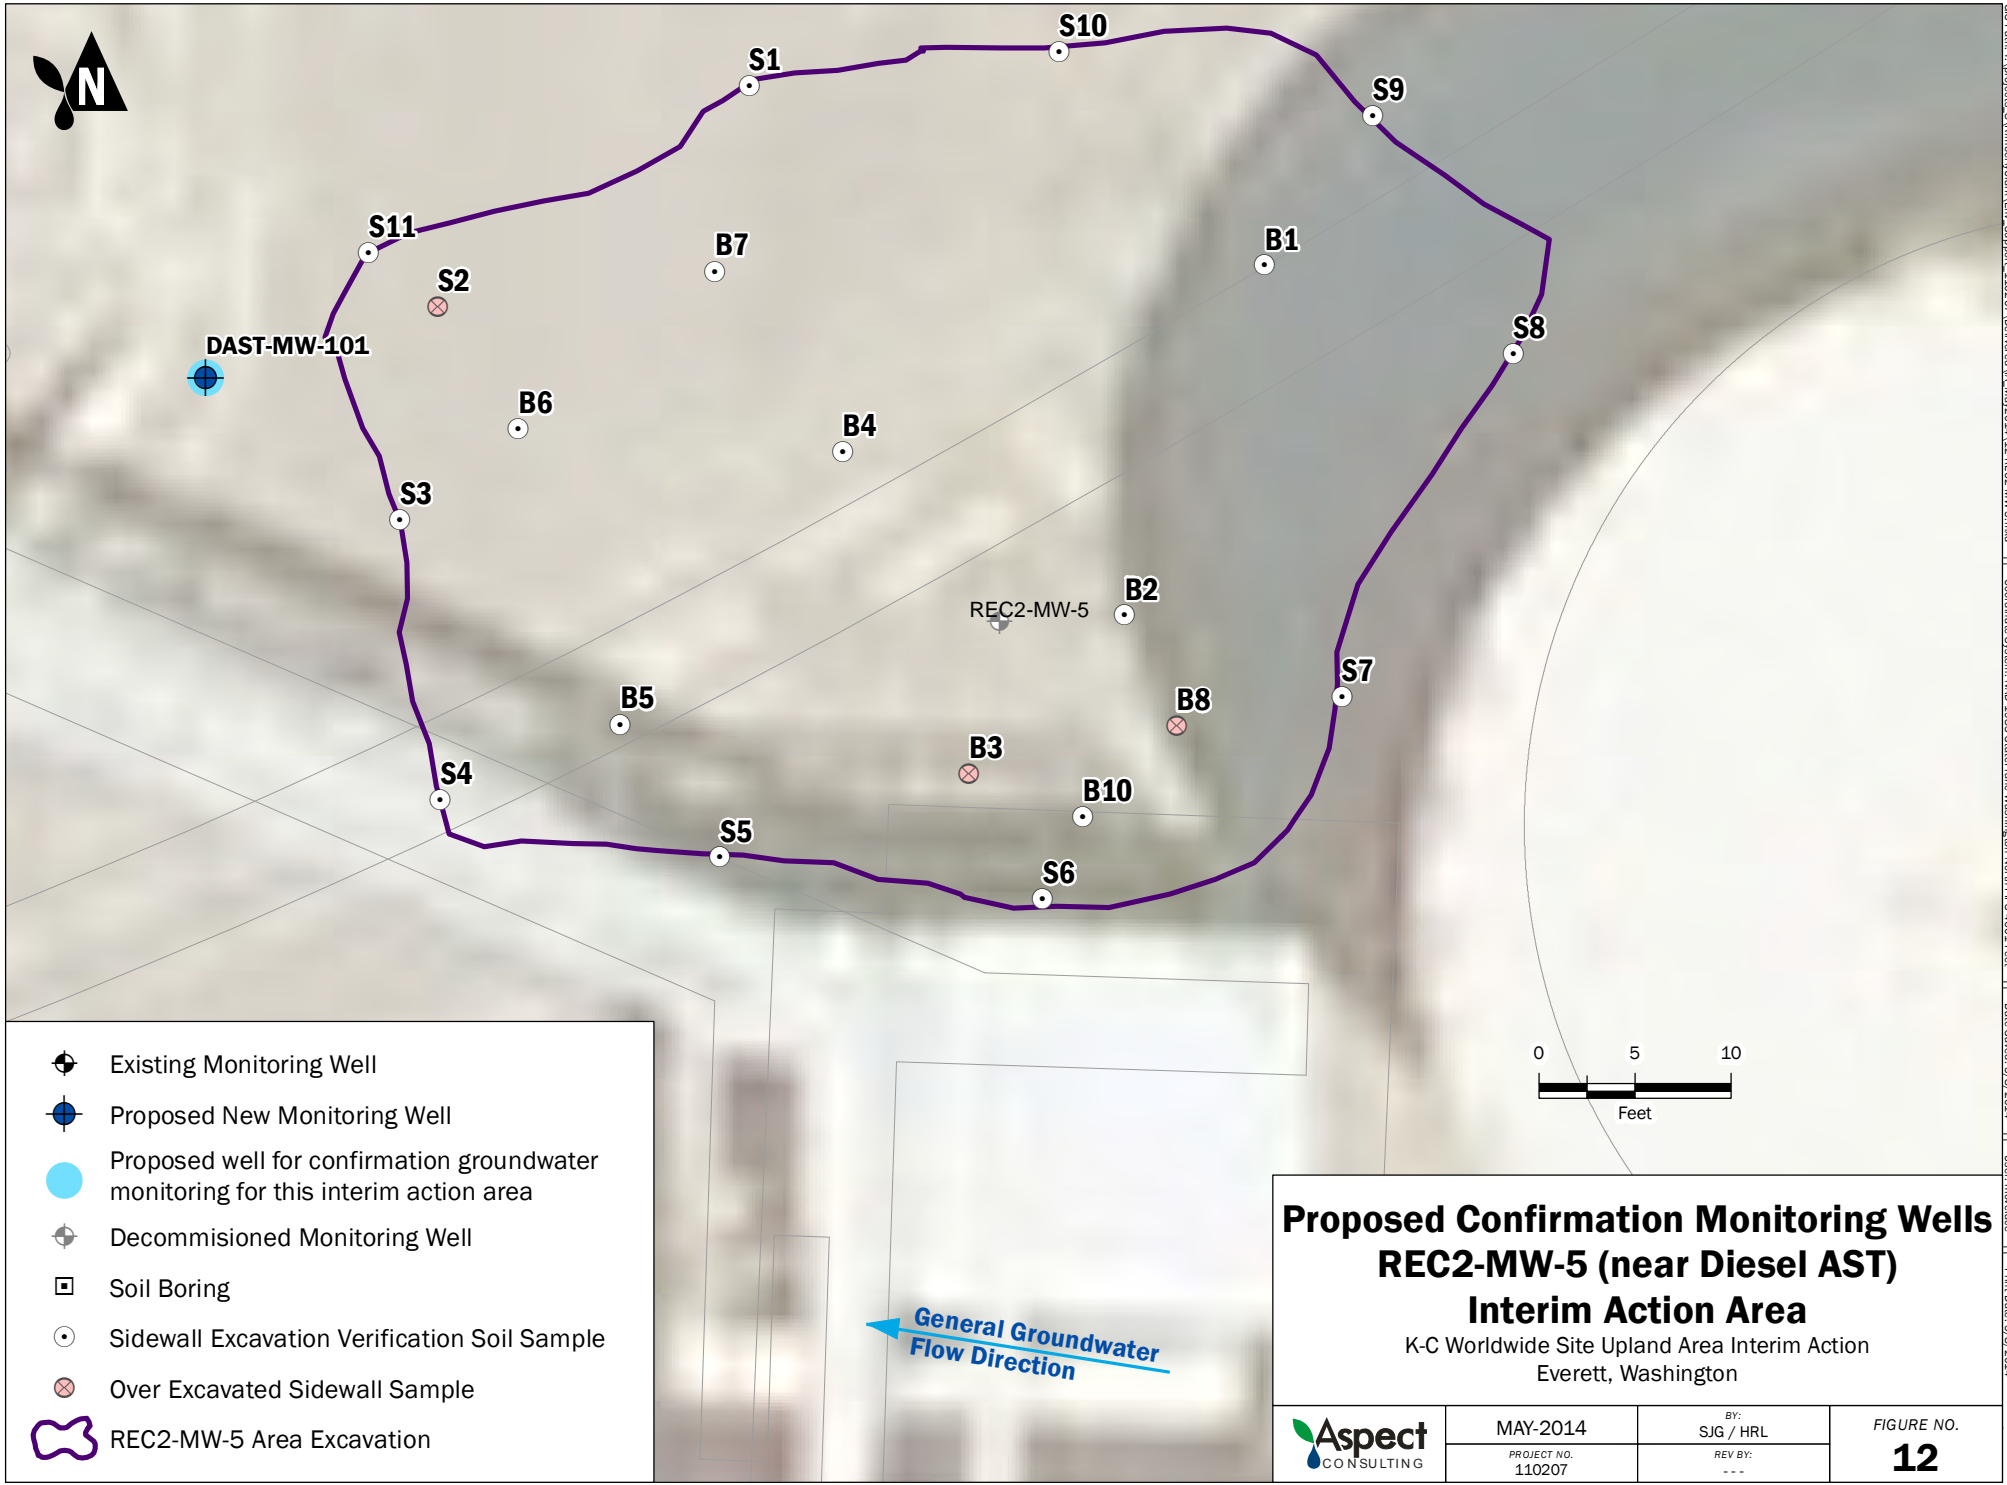 N
S10
S1
S9
S11
B7
B1
S2
S8
DAST-MW-101
B6
B4
S3
B2
REC2-MW-5
S7
B5
B8
B3
S4
B10
S5
S6
0 5 10
Feet
Existing Monitoring Well
Proposed New Monitoring Well
Proposed well for confirmation groundwater
monitoring for this interim action area
Decommisioned Monitoring Well
Soil Boring
Sidewall Excavation Verification Soil Sample
Over Excavated Sidewall Sample
REC2-MW-5 Area Excavation
General Groundwater
Flow Direction
Proposed Confirmation Monitoring Wells
REC2-MW-5 (near Diesel AST)
Interim Action Area
K-C Worldwide Site Upland Area Interim Action
Everett, Washington
Aspect
CONSULTING
MAY-2014
PROJECT NO.
110207
BY:
SJG / HRL
REV BY:
- - -
FIGURE NO.
12